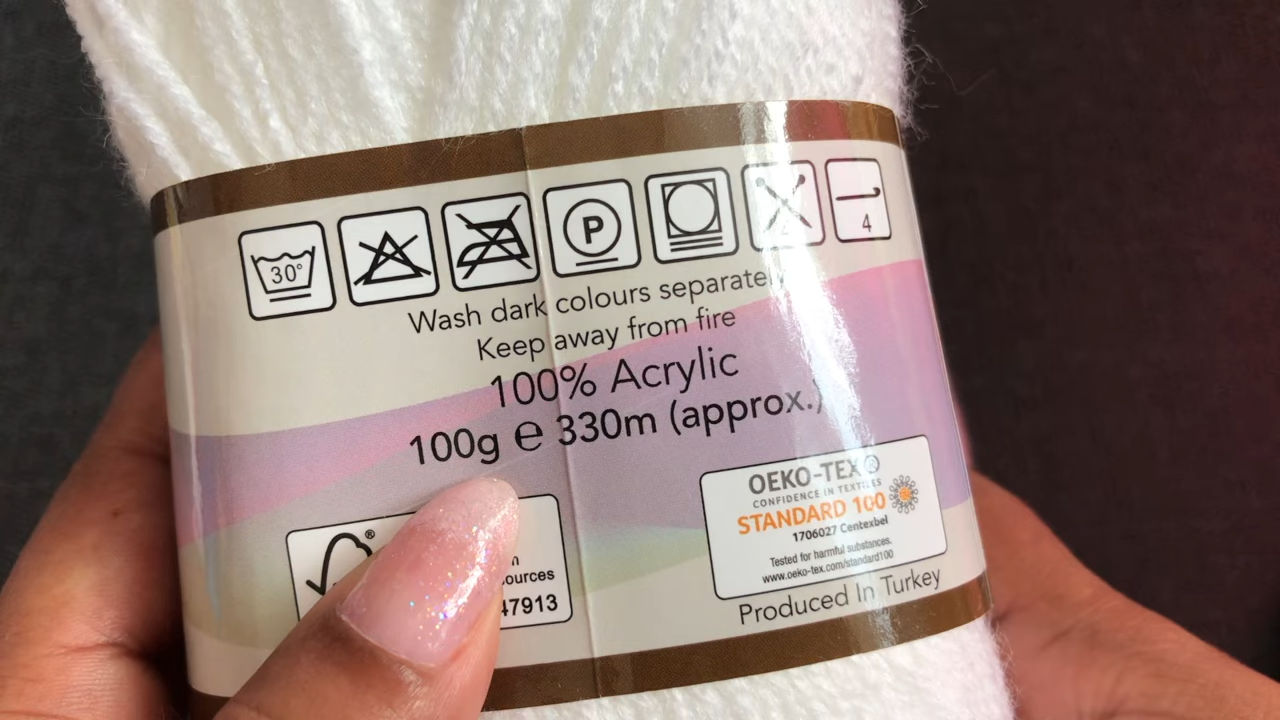 30°
P
4
Wash dark colours separately
Keep away from fire
100% Acrylic
100g ℮ 330m (approx.)
OEKO-TEX®
CONFIDENCE IN TEXTILES
STANDARD 100
1706027 Centexbel
Tested for harmful substances.
www.oeko-tex.com/standard100
®
47913
Produced In Turkey